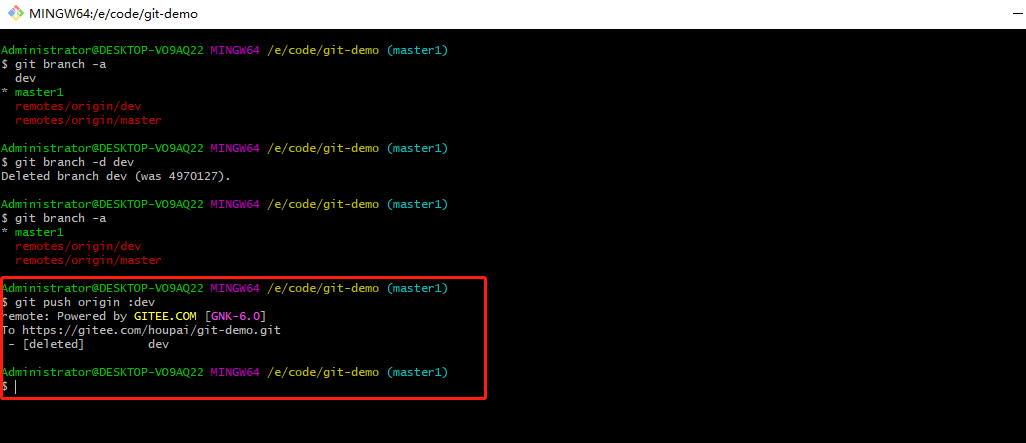 MINGW64:/e/code/git-demo
Administrator@DESKTOP-VO9AQ22 MINGW64 /e/code/git-demo (master1)
$ git branch -a
  dev
* master1
  remotes/origin/dev
  remotes/origin/master
Administrator@DESKTOP-VO9AQ22 MINGW64 /e/code/git-demo (master1)
$ git branch -d dev
Deleted branch dev (was 4970127).
Administrator@DESKTOP-VO9AQ22 MINGW64 /e/code/git-demo (master1)
$ git branch -a
* master1
  remotes/origin/dev
  remotes/origin/master
Administrator@DESKTOP-VO9AQ22 MINGW64 /e/code/git-demo (master1)
$ git push origin :dev
remote: Powered by GITEE.COM [GNK-6.0]
To https://gitee.com/houpai/git-demo.git
 - [deleted]         dev
Administrator@DESKTOP-VO9AQ22 MINGW64 /e/code/git-demo (master1)
$